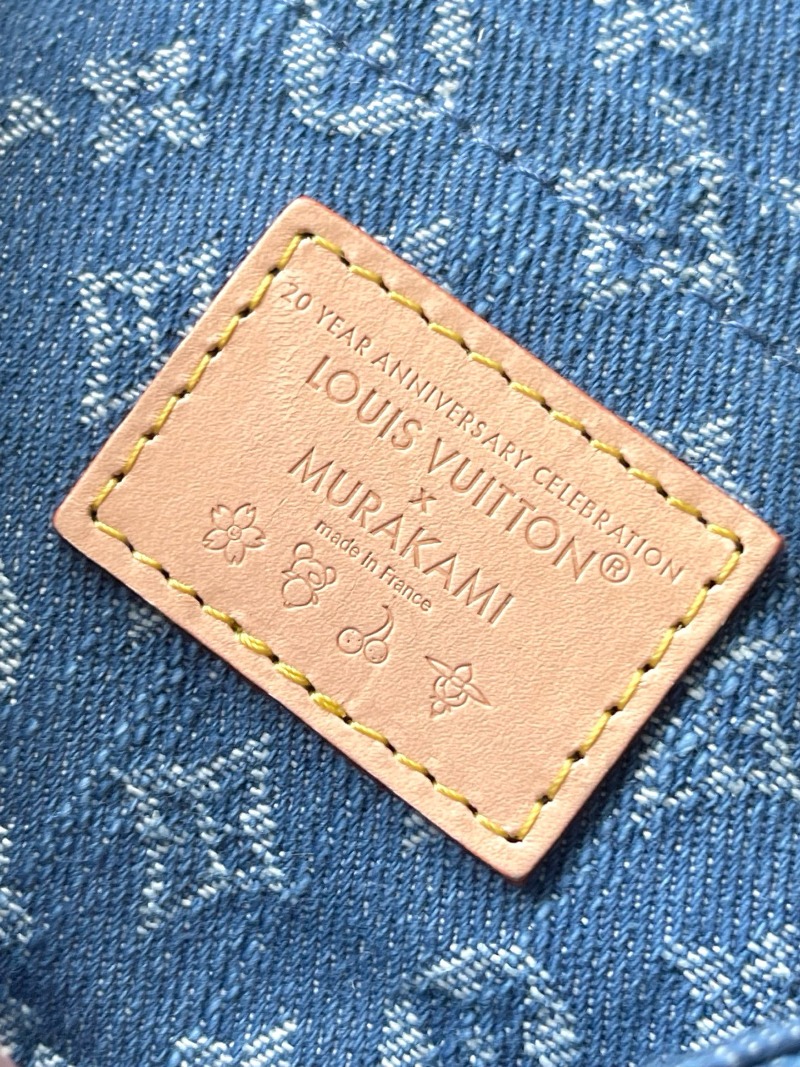 20 YEAR ANNIVERSARY CELEBRATION
LOUIS VUITTON®
x
MURAKAMI
made in France